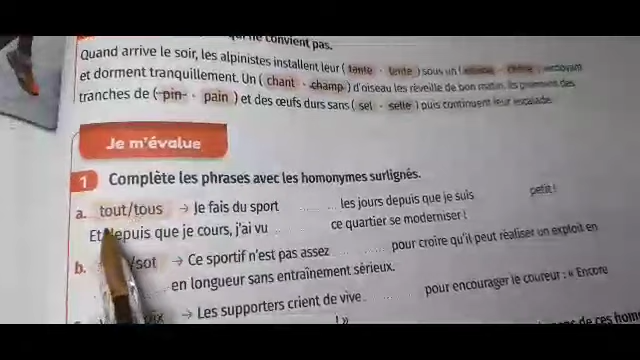 qui ne convient pas.
Quand arrive le soir, les alpinistes installent leur ( tante - tente ) sous un (
et dorment tranquillement. Un ( chant - champ ) d'oiseau les réveille de bon matin. Ils prennent des
tranches de ( pin - pain ) et des œufs durs sans ( sel - selle ) puis continuent leur escalade.
Je m'évalue
1 Complète les phrases avec les homonymes surlignés.
a. tout/tous → Je fais du sport ........ les jours depuis que je suis petit !
Et depuis que je cours, j'ai vu ce quartier se moderniser !
b. /sot → Ce sportif n'est pas assez ........ pour croire qu'il peut réaliser un exploit en
........ en longueur sans entraînement sérieux.
→ Les supporters crient de vive ........ pour encourager le coureur : « Encore
! » de ces hom